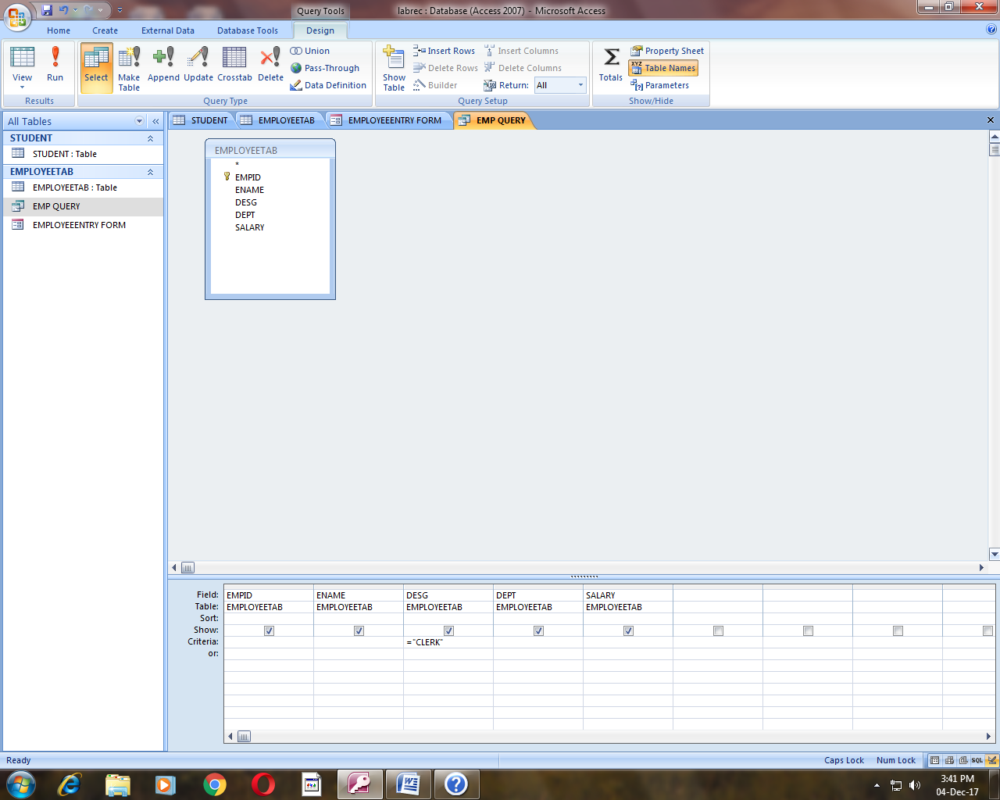 Query Tools
labrec : Database (Access 2007) - Microsoft Access
Home Create External Data Database Tools Design
View Run
Results
Select Make Table Append Update Crosstab Delete
Union
Pass-Through
Data Definition
Query Type
Show Table
Insert Rows
Delete Rows
Builder
Insert Columns
Delete Columns
Return: All
Query Setup
Totals
Property Sheet
XYZ Table Names
[?] Parameters
Show/Hide
All Tables
«
STUDENT
STUDENT : Table
EMPLOYEETAB
EMPLOYEETAB : Table
EMP QUERY
EMPLOYEEENTRY FORM
STUDENT EMPLOYEETAB EMPLOYEEENTRY FORM EMP QUERY
EMPLOYEETAB
*
EMPID
ENAME
DESG
DEPT
SALARY
Field: EMPID ENAME DESG DEPT SALARY
Table: EMPLOYEETAB EMPLOYEETAB EMPLOYEETAB EMPLOYEETAB EMPLOYEETAB
Sort:
Show:
Criteria: ="CLERK"
or:
Ready
Caps Lock Num Lock
SQL
3:41 PM
04-Dec-17